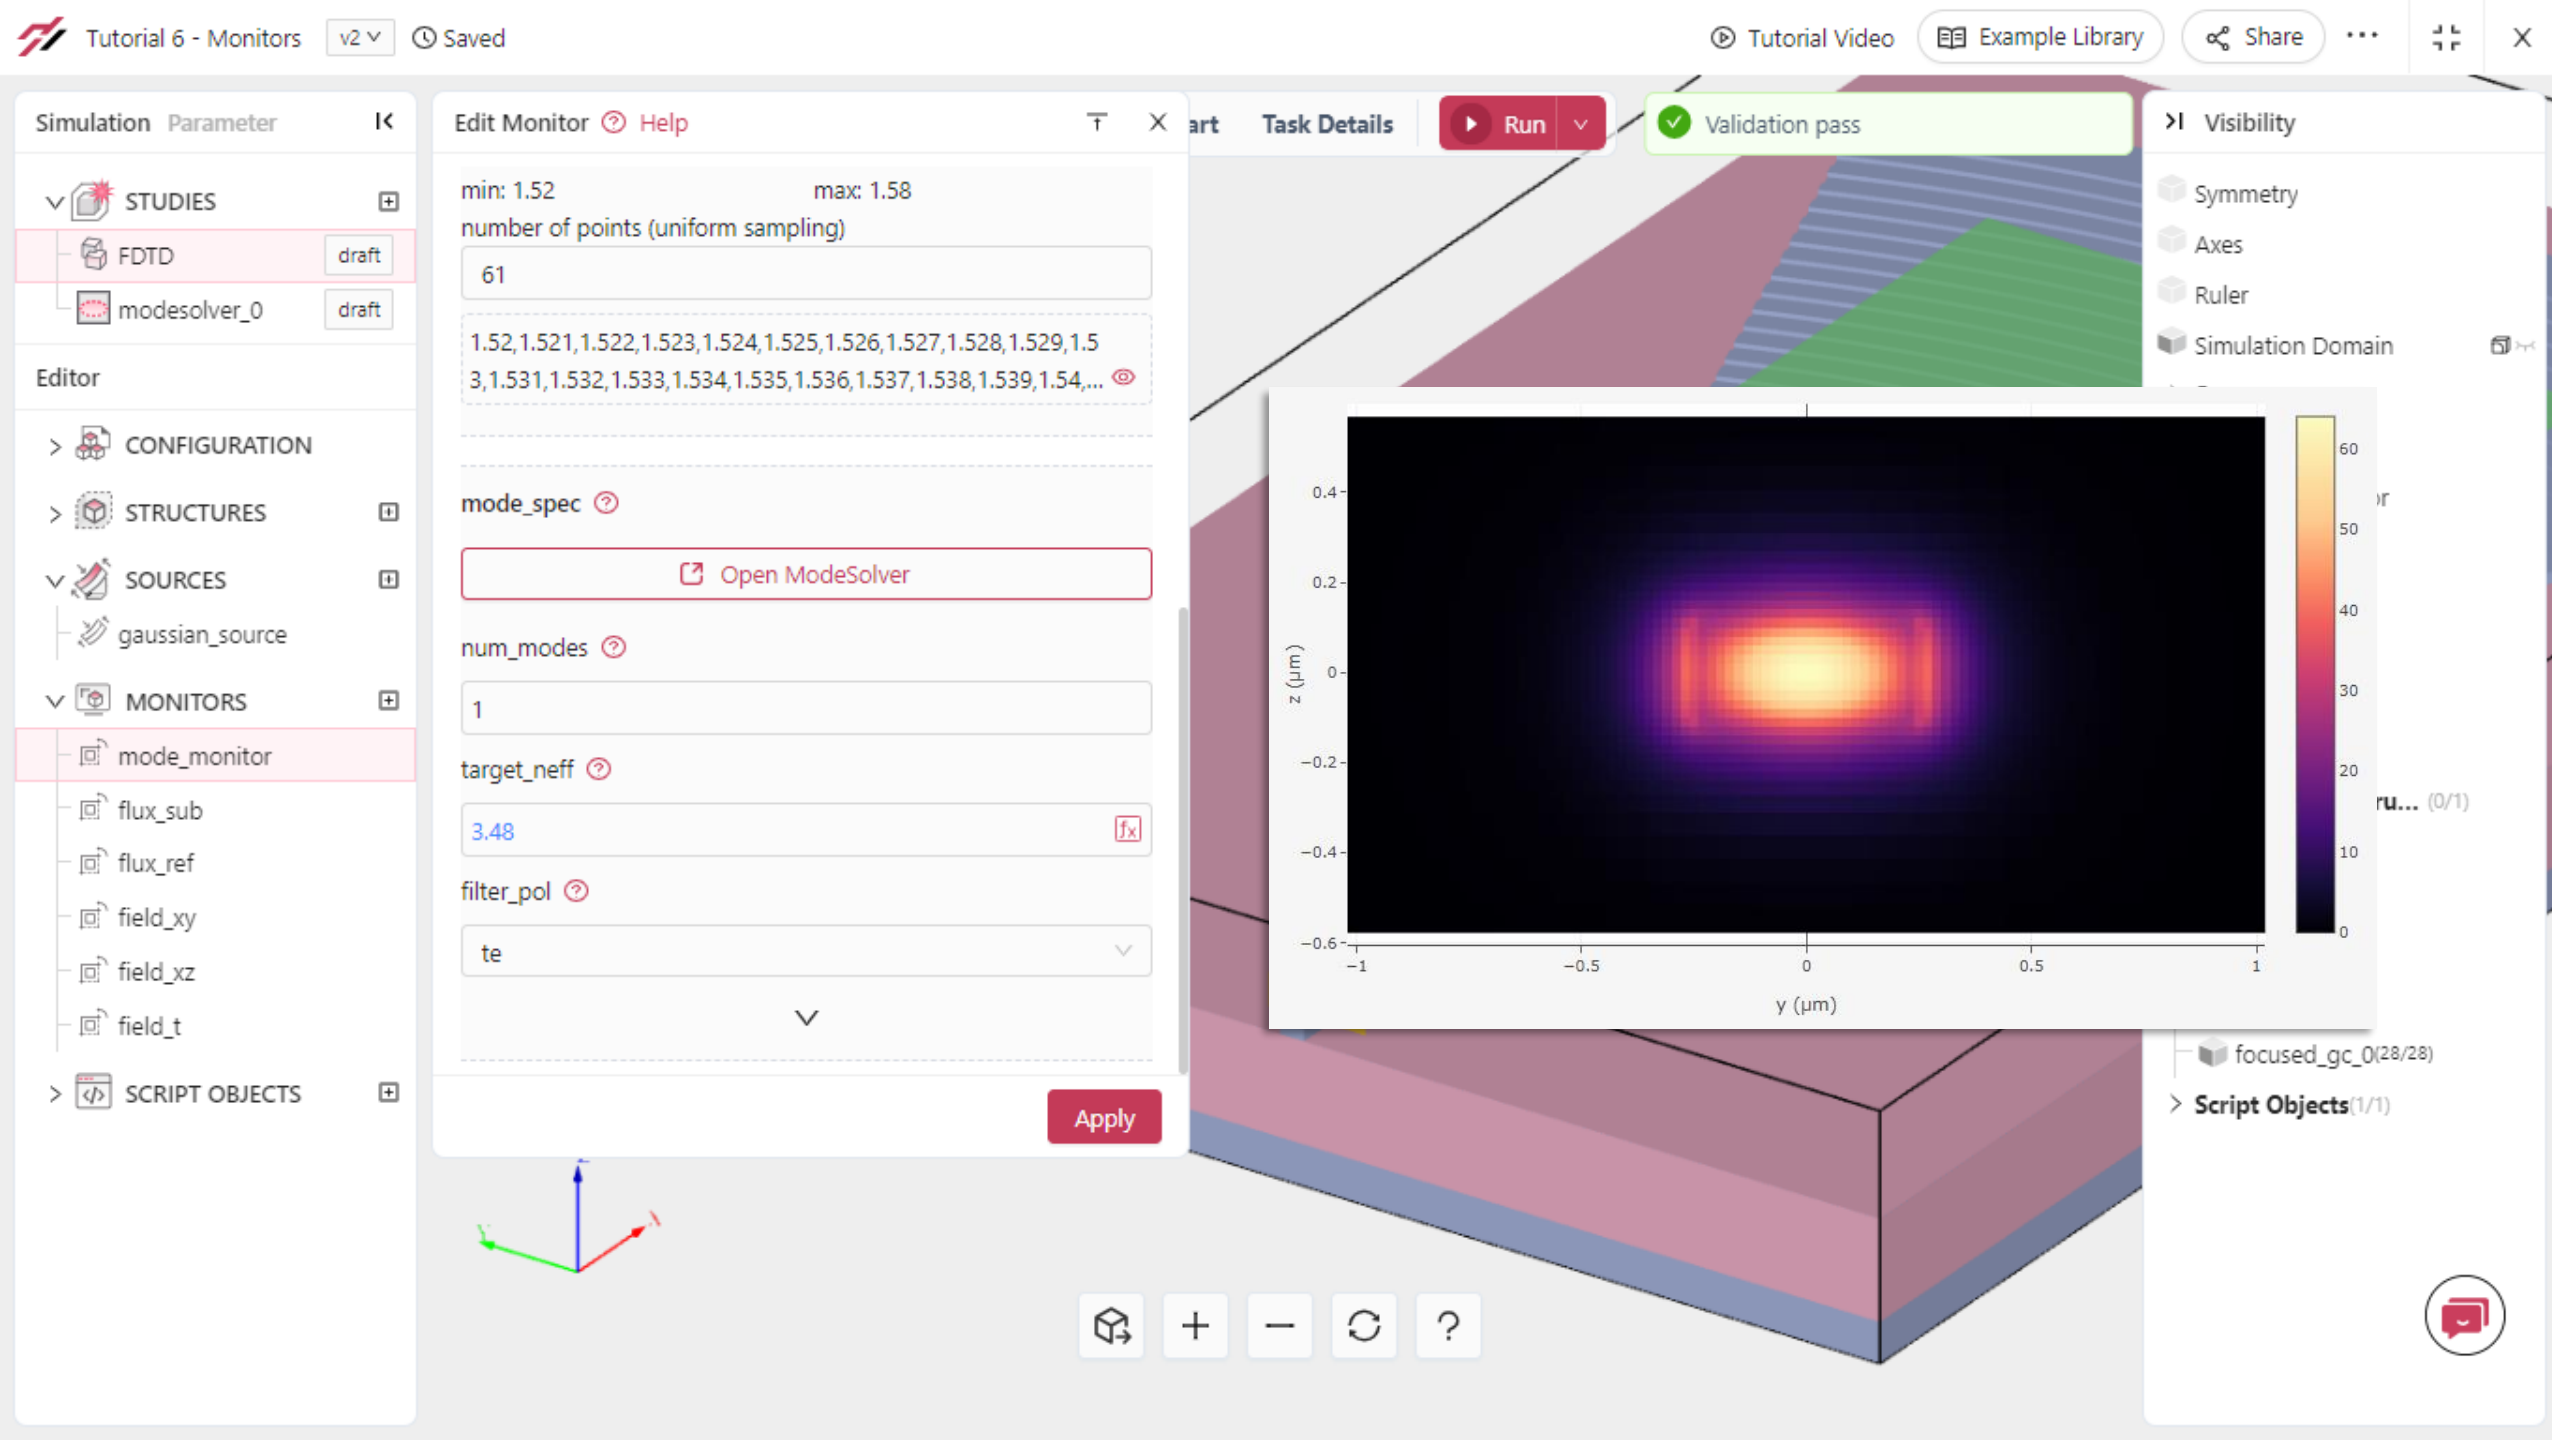 Tutorial 6 - Monitors
v2
Saved
Tutorial Video
Example Library
Share
Simulation
Parameter
STUDIES
FDTD
draft
modesolver_0
draft
Editor
CONFIGURATION
STRUCTURES
SOURCES
gaussian_source
MONITORS
mode_monitor
flux_sub
flux_ref
field_xy
field_xz
field_t
SCRIPT OBJECTS
Edit Monitor
Help
min: 1.52
max: 1.58
number of points (uniform sampling)
61
1.52,1.521,1.522,1.523,1.524,1.525,1.526,1.527,1.528,1.529,1.5
3,1.531,1.532,1.533,1.534,1.535,1.536,1.537,1.538,1.539,1.54,...
mode_spec
Open ModeSolver
num_modes
1
target_neff
3.48
fx
filter_pol
te
Apply
art
Task Details
Run
Validation pass
0.4
0.2
0
−0.2
−0.4
−0.6
z (μm)
−1
−0.5
0
0.5
1
y (μm)
60
50
40
30
20
10
0
Visibility
Symmetry
Axes
Ruler
Simulation Domain
ru... (0/1)
focused_gc_0(28/28)
Script Objects(1/1)